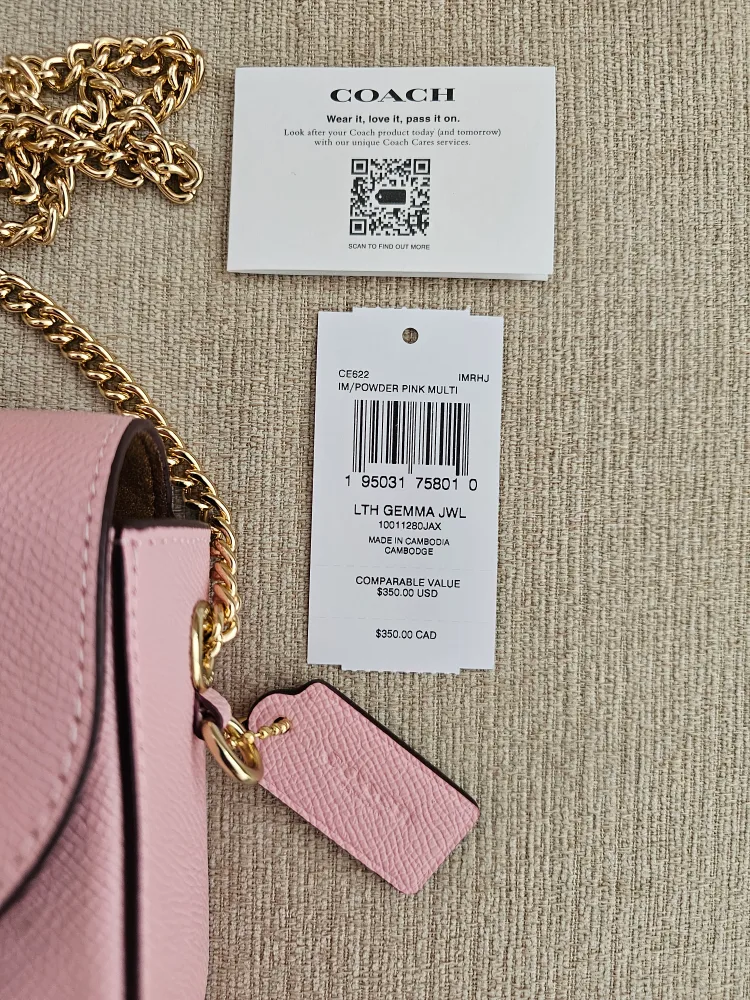 COACH
Wear it, love it, pass it on.
Look after your Coach product today (and tomorrow)
with our unique Coach Cares services.
SCAN TO FIND OUT MORE
CE622 IMRHJ
IM/POWDER PINK MULTI
1 95031 75801 0
LTH GEMMA JWL
10011280JAX
MADE IN CAMBODIA
CAMBODGE
COMPARABLE VALUE
$350.00 USD
$350.00 CAD